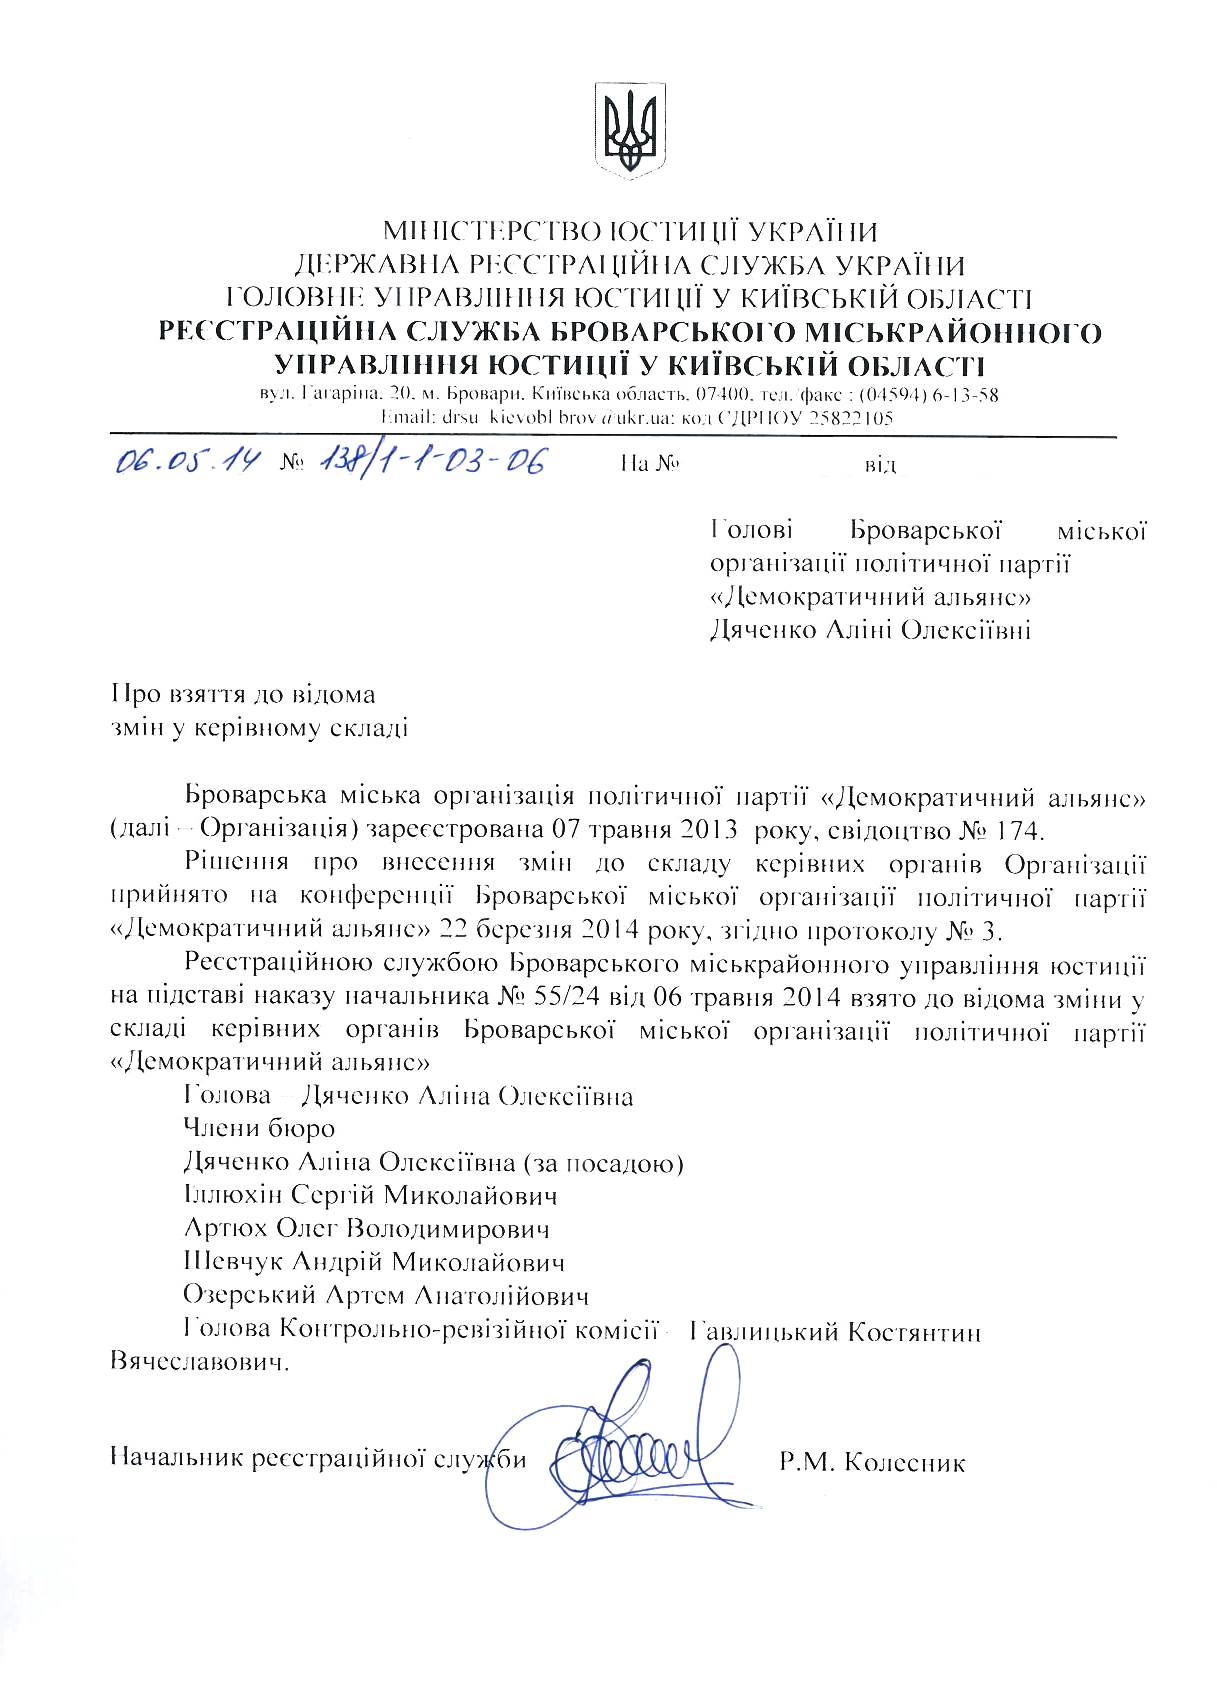 МІНІСТЕРСТВО ЮСТИЦІЇ УКРАЇНИ
ДЕРЖАВНА РЕЄСТРАЦІЙНА СЛУЖБА УКРАЇНИ
ГОЛОВНЕ УПРАВЛІННЯ ЮСТИЦІЇ У КИЇВСЬКІЙ ОБЛАСТІ
РЕЄСТРАЦІЙНА СЛУЖБА БРОВАРСЬКОГО МІСЬКРАЙОННОГО
УПРАВЛІННЯ ЮСТИЦІЇ У КИЇВСЬКІЙ ОБЛАСТІ
вул. Гагаріна, 20, м. Бровари, Київська область, 07400, тел. факс : (04594) 6-13-58
Email: drsu_kievobl brov@ukr.ua; код ЄДРПОУ 25822105
06.05.14 № 138/1-1-03-06 На № від
Голові Броварської міської
організації політичної партії
«Демократичний альянс»
Дяченко Аліні Олексіївні
Про взяття до відома
змін у керівному складі
Броварська міська організація політичної партії «Демократичний альянс»
(далі – Організація) зареєстрована 07 травня 2013 року, свідоцтво № 174.
Рішення про внесення змін до складу керівних органів Організації
прийнято на конференції Броварської міської організації політичної партії
«Демократичний альянс» 22 березня 2014 року, згідно протоколу № 3.
Реєстраційною службою Броварського міськрайонного управління юстиції
на підставі наказу начальника № 55/24 від 06 травня 2014 взято до відома зміни у
складі керівних органів Броварської міської організації політичної партії
«Демократичний альянс»
Голова – Дяченко Аліна Олексіївна
Члени бюро
Дяченко Аліна Олексіївна (за посадою)
Іллюхін Сергій Миколайович
Артюх Олег Володимирович
Шевчук Андрій Миколайович
Озерський Артем Анатолійович
Голова Контрольно-ревізійної комісії – Гавлицький Костянтин
Вячеславович.
Начальник реєстраційної служби Р.М. Колесник